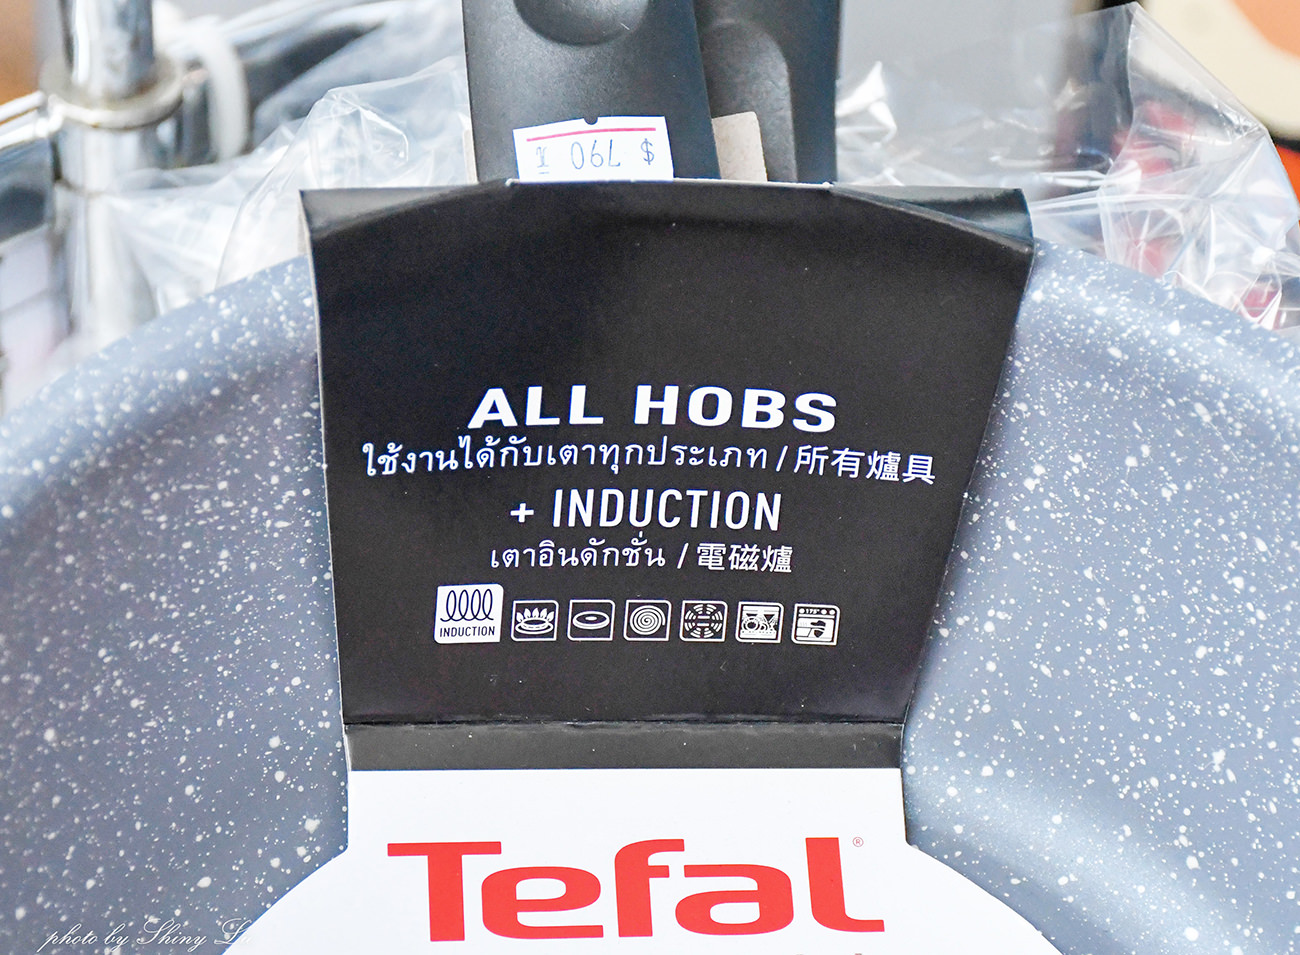 $ 790 元
ALL HOBS
ใช้งานได้กับเตาทุกประเภท / 所有爐具
+ INDUCTION
เตาอินดักชั่น / 電磁爐
INDUCTION
175°
Tefal®
photo by Shiny Lu